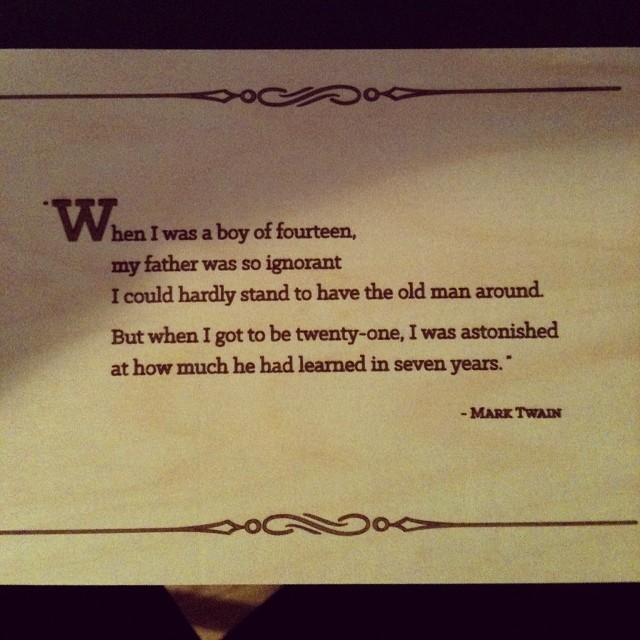 "When I was a boy of fourteen,
my father was so ignorant
I could hardly stand to have the old man around.
But when I got to be twenty-one, I was astonished
at how much he had learned in seven years."
- MARK TWAIN